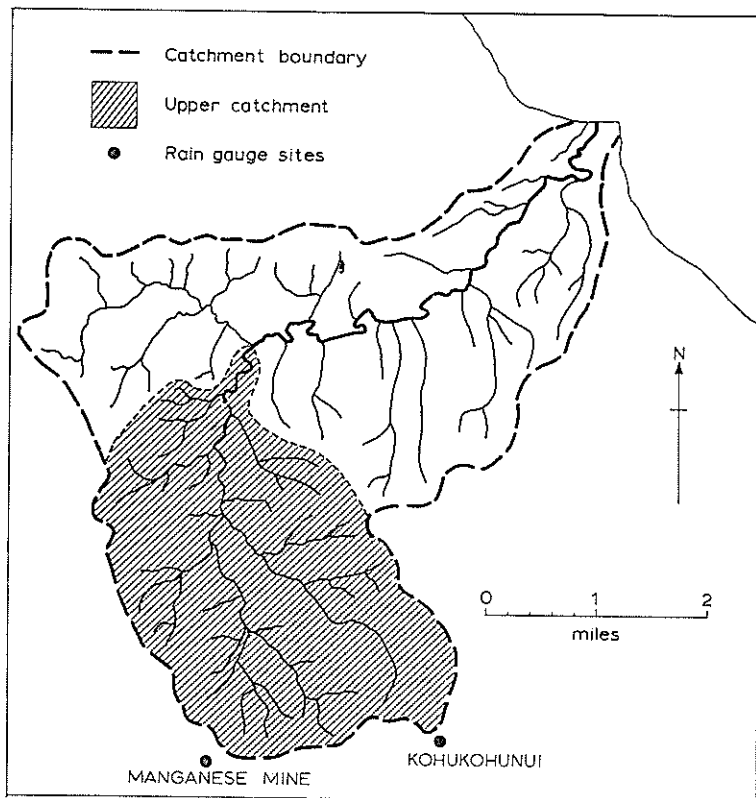 Catchment boundary
Upper catchment
Rain gauge sites
N
0 1 2
miles
KOHUKOHUNUI
MANGANESE MINE